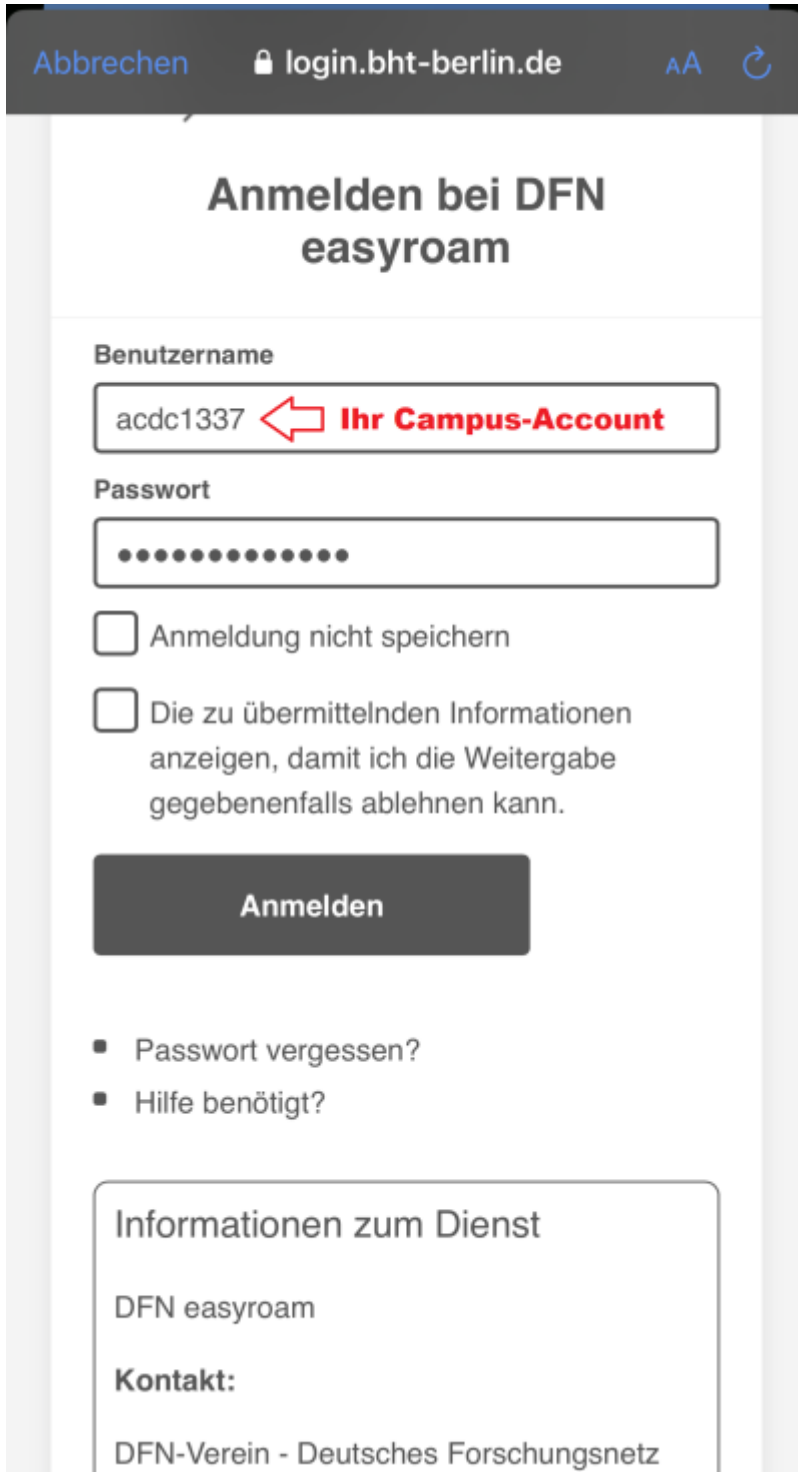 Abbrechen login.bht-berlin.de AA
Anmelden bei DFN
easyroam
Benutzername
acdc1337 Ihr Campus-Account
Passwort
•••••••••••••
Anmeldung nicht speichern
Die zu übermittelnden Informationen
anzeigen, damit ich die Weitergabe
gegebenenfalls ablehnen kann.
Anmelden
Passwort vergessen?
Hilfe benötigt?
Informationen zum Dienst
DFN easyroam
Kontakt:
DFN-Verein - Deutsches Forschungsnetz